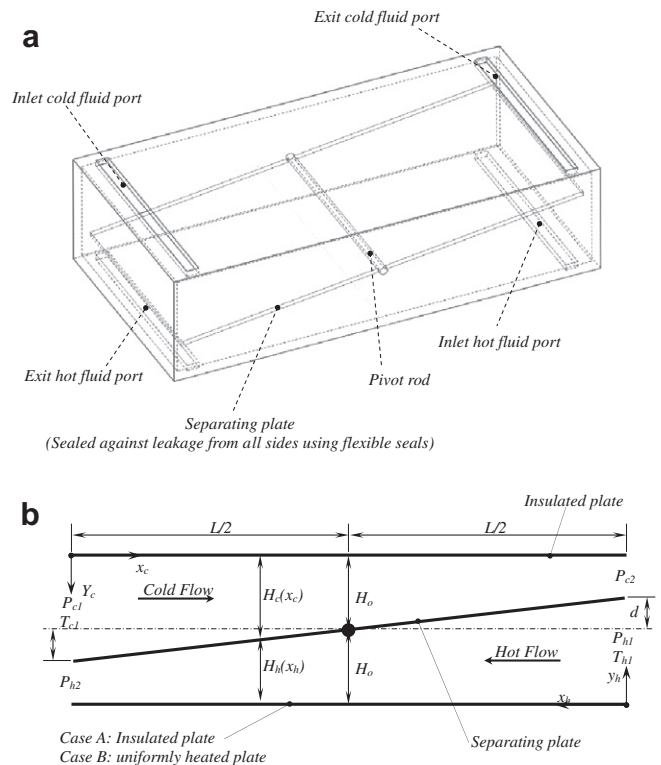 a
Exit cold fluid port
Inlet cold fluid port
Inlet hot fluid port
Exit hot fluid port
Pivot rod
Separating plate
(Sealed against leakage from all sides using flexible seals)
b
Insulated plate
L/2
L/2
x_c
Y_c
Cold Flow
H_c(x_c)
H_o
P_c2
P_c1
T_c1
d
P_h1
T_h1
H_h(x_h)
H_o
Hot Flow
P_h2
y_h
x_h
Case A: Insulated plate
Case B: uniformly heated plate
Separating plate